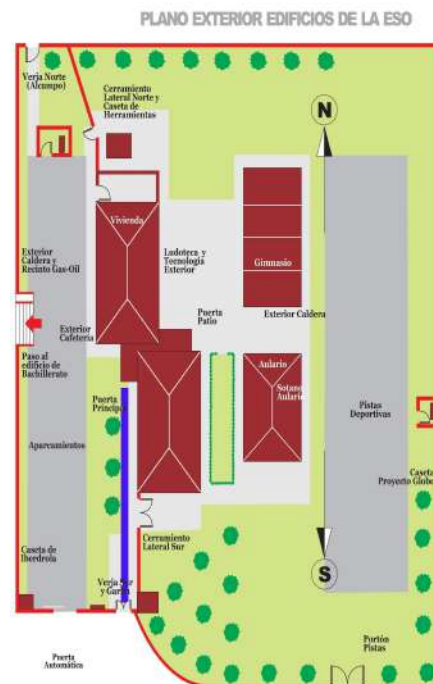 PLANO EXTERIOR EDIFICIOS DE LA ESO
Verja Norte
(Alcampo)
Cerramiento
Lateral Norte y
Caseta de
Herramientas
N
Vivienda
Exterior
Caldera y
Recinto Gas-Oil
Ludoteca y
Tecnología
Exterior
Gimnasio
Puerta
Patio
Exterior Caldera
Exterior
Cafetería
Paso al
edificio de
Bachillerato
Aulario
Sotano
Aulario
Puerta
Pistas
Deportivas
Aparcamientos
Caseta
Proyecto
Cerramiento
Lateral Sur
Caseta de
Iberdrola
S
Verja Sur
y
Puerta
Automática
Portón
Pistas